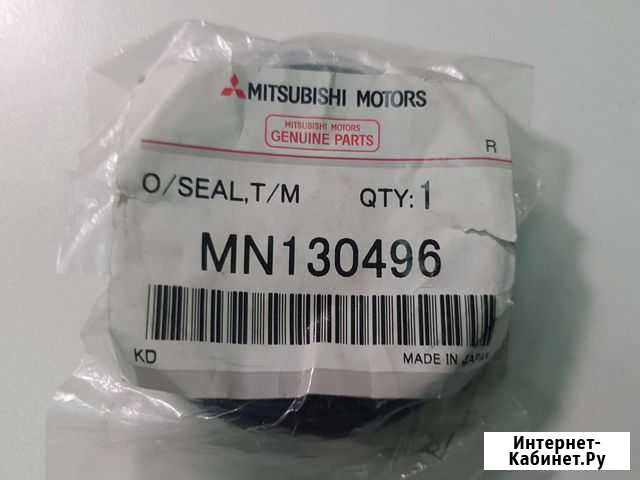 MITSUBISHI MOTORS
MITSUBISHI MOTORS
GENUINE PARTS
R
O/SEAL,T/M QTY:1
MN130496
KD MADE IN JAPAN
Интернет-
Кабинет.Ру